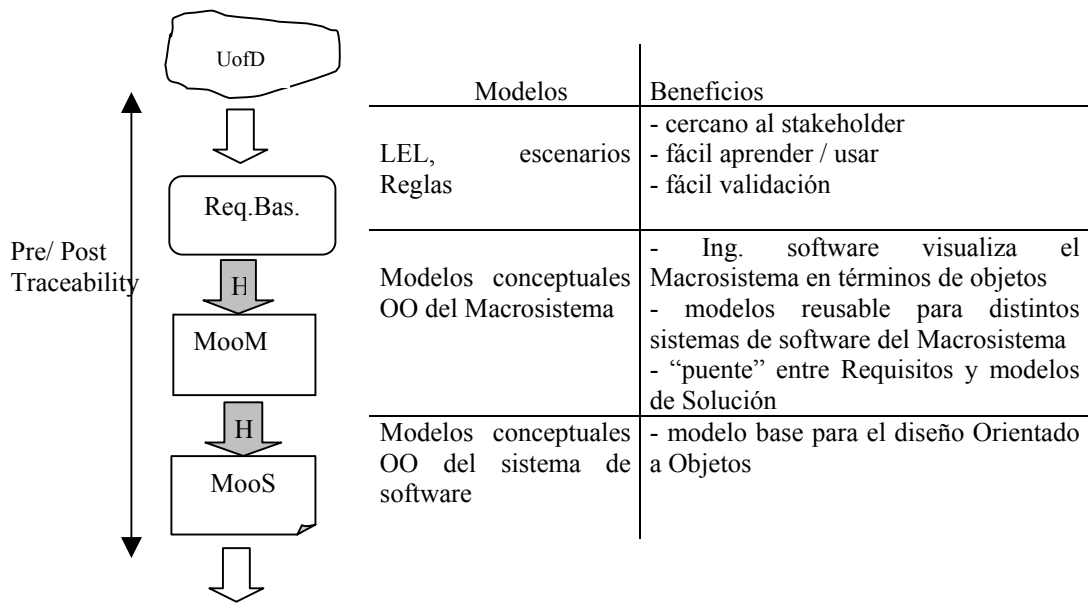 UofD
Modelos Beneficios
LEL, escenarios
Reglas
- cercano al stakeholder
- fácil aprender / usar
- fácil validación
Req.Bas.
Pre/ Post
Traceability
H
Modelos conceptuales
OO del Macrosistema
- Ing. software visualiza el
Macrosistema en términos de objetos
- modelos reusable para distintos
sistemas de software del Macrosistema
- “puente” entre Requisitos y modelos
de Solución
MooM
H
Modelos conceptuales
OO del sistema de
software
- modelo base para el diseño Orientado
a Objetos
MooS